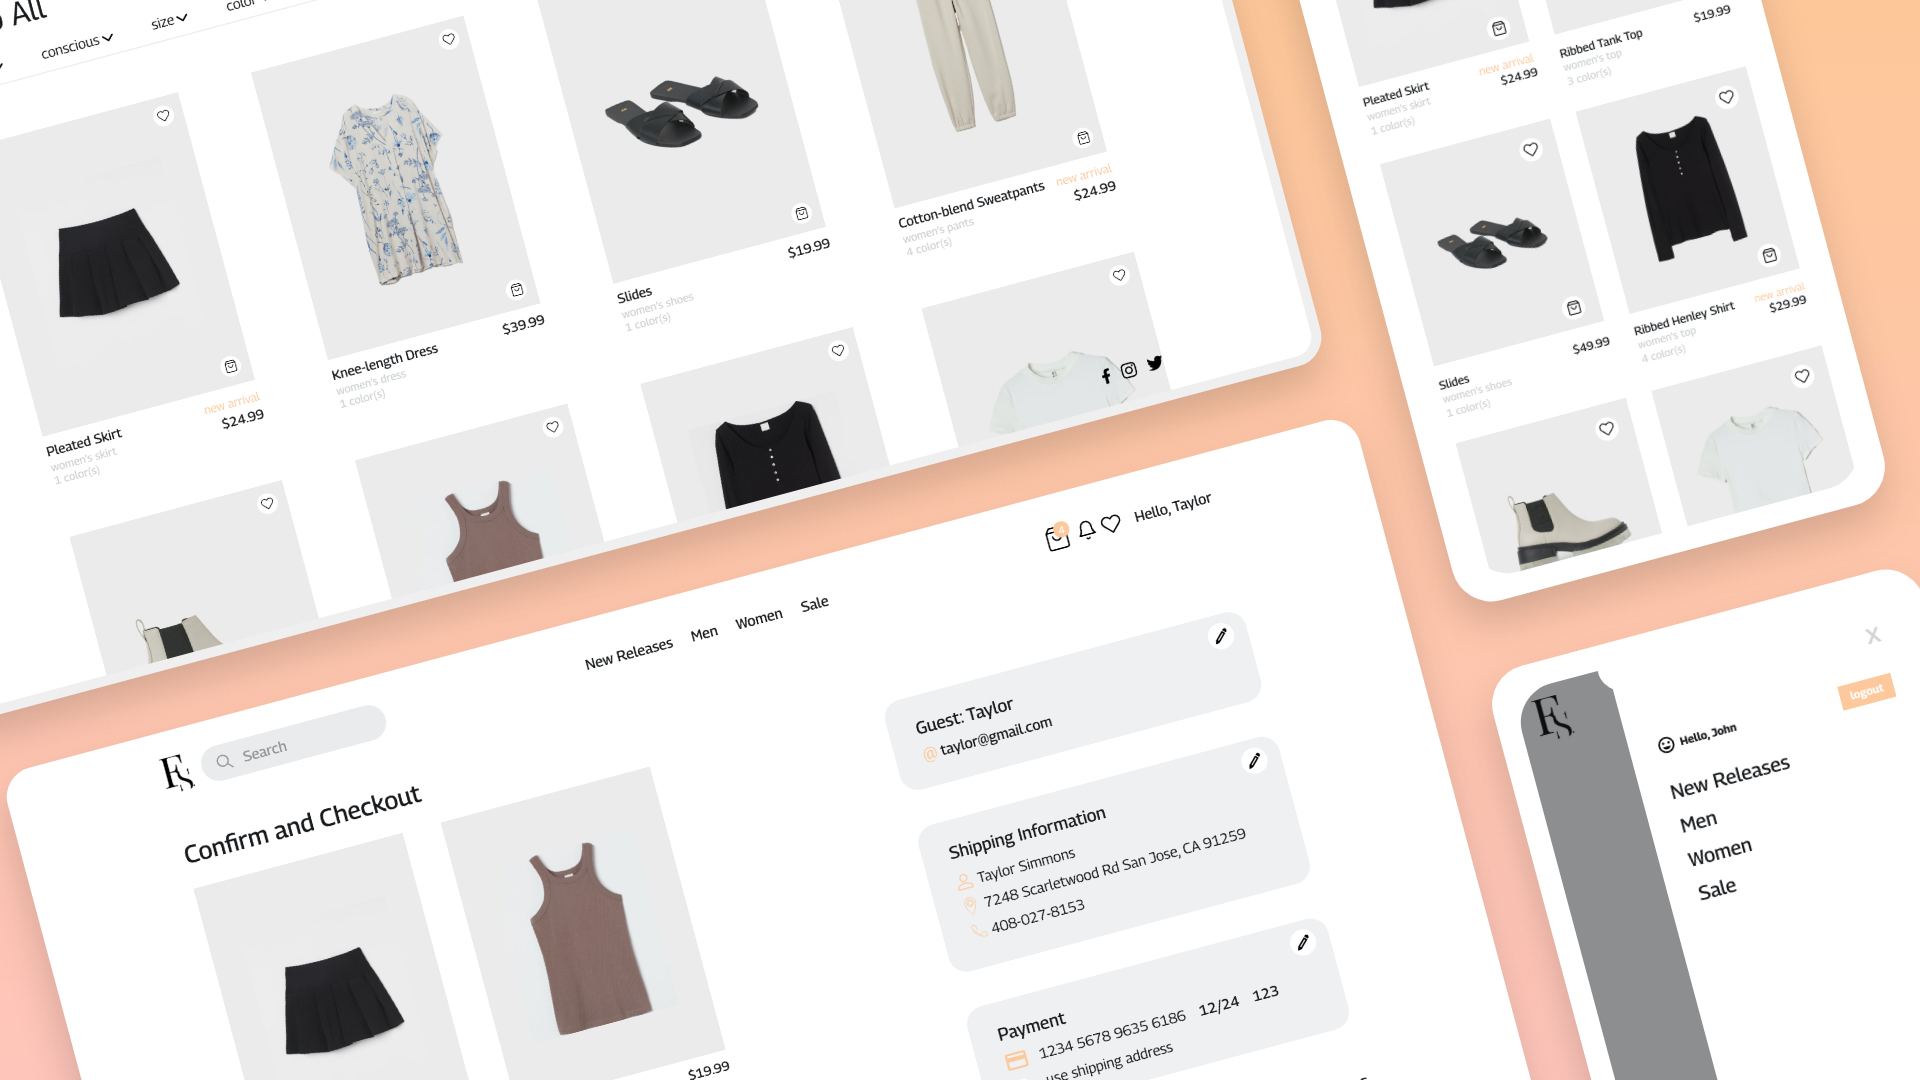 All
conscious
size
color
Pleated Skirt
women's skirt
1 color(s)
new arrival
$24.99
Knee-length Dress
women's dress
1 color(s)
$39.99
Slides
women's shoes
1 color(s)
$19.99
Cotton-blend Sweatpants
women's pants
4 color(s)
new arrival
$24.99
Pleated Skirt
women's skirt
1 color(s)
new arrival
$24.99
Ribbed Tank Top
women's top
3 color(s)
$19.99
Slides
women's shoes
1 color(s)
$49.99
Ribbed Henley Shirt
women's top
4 color(s)
new arrival
$29.99
Hello, Taylor
New Releases Men Women Sale
FS
Search
Confirm and Checkout
$19.99
Guest: Taylor
@ taylor@gmail.com
Shipping Information
Taylor Simmons
7248 Scarletwood Rd San Jose, CA 91259
408-027-8153
Payment
1234 5678 9635 6186 12/24 123
use shipping address
X
logout
FS
Hello, John
New Releases
Men
Women
Sale